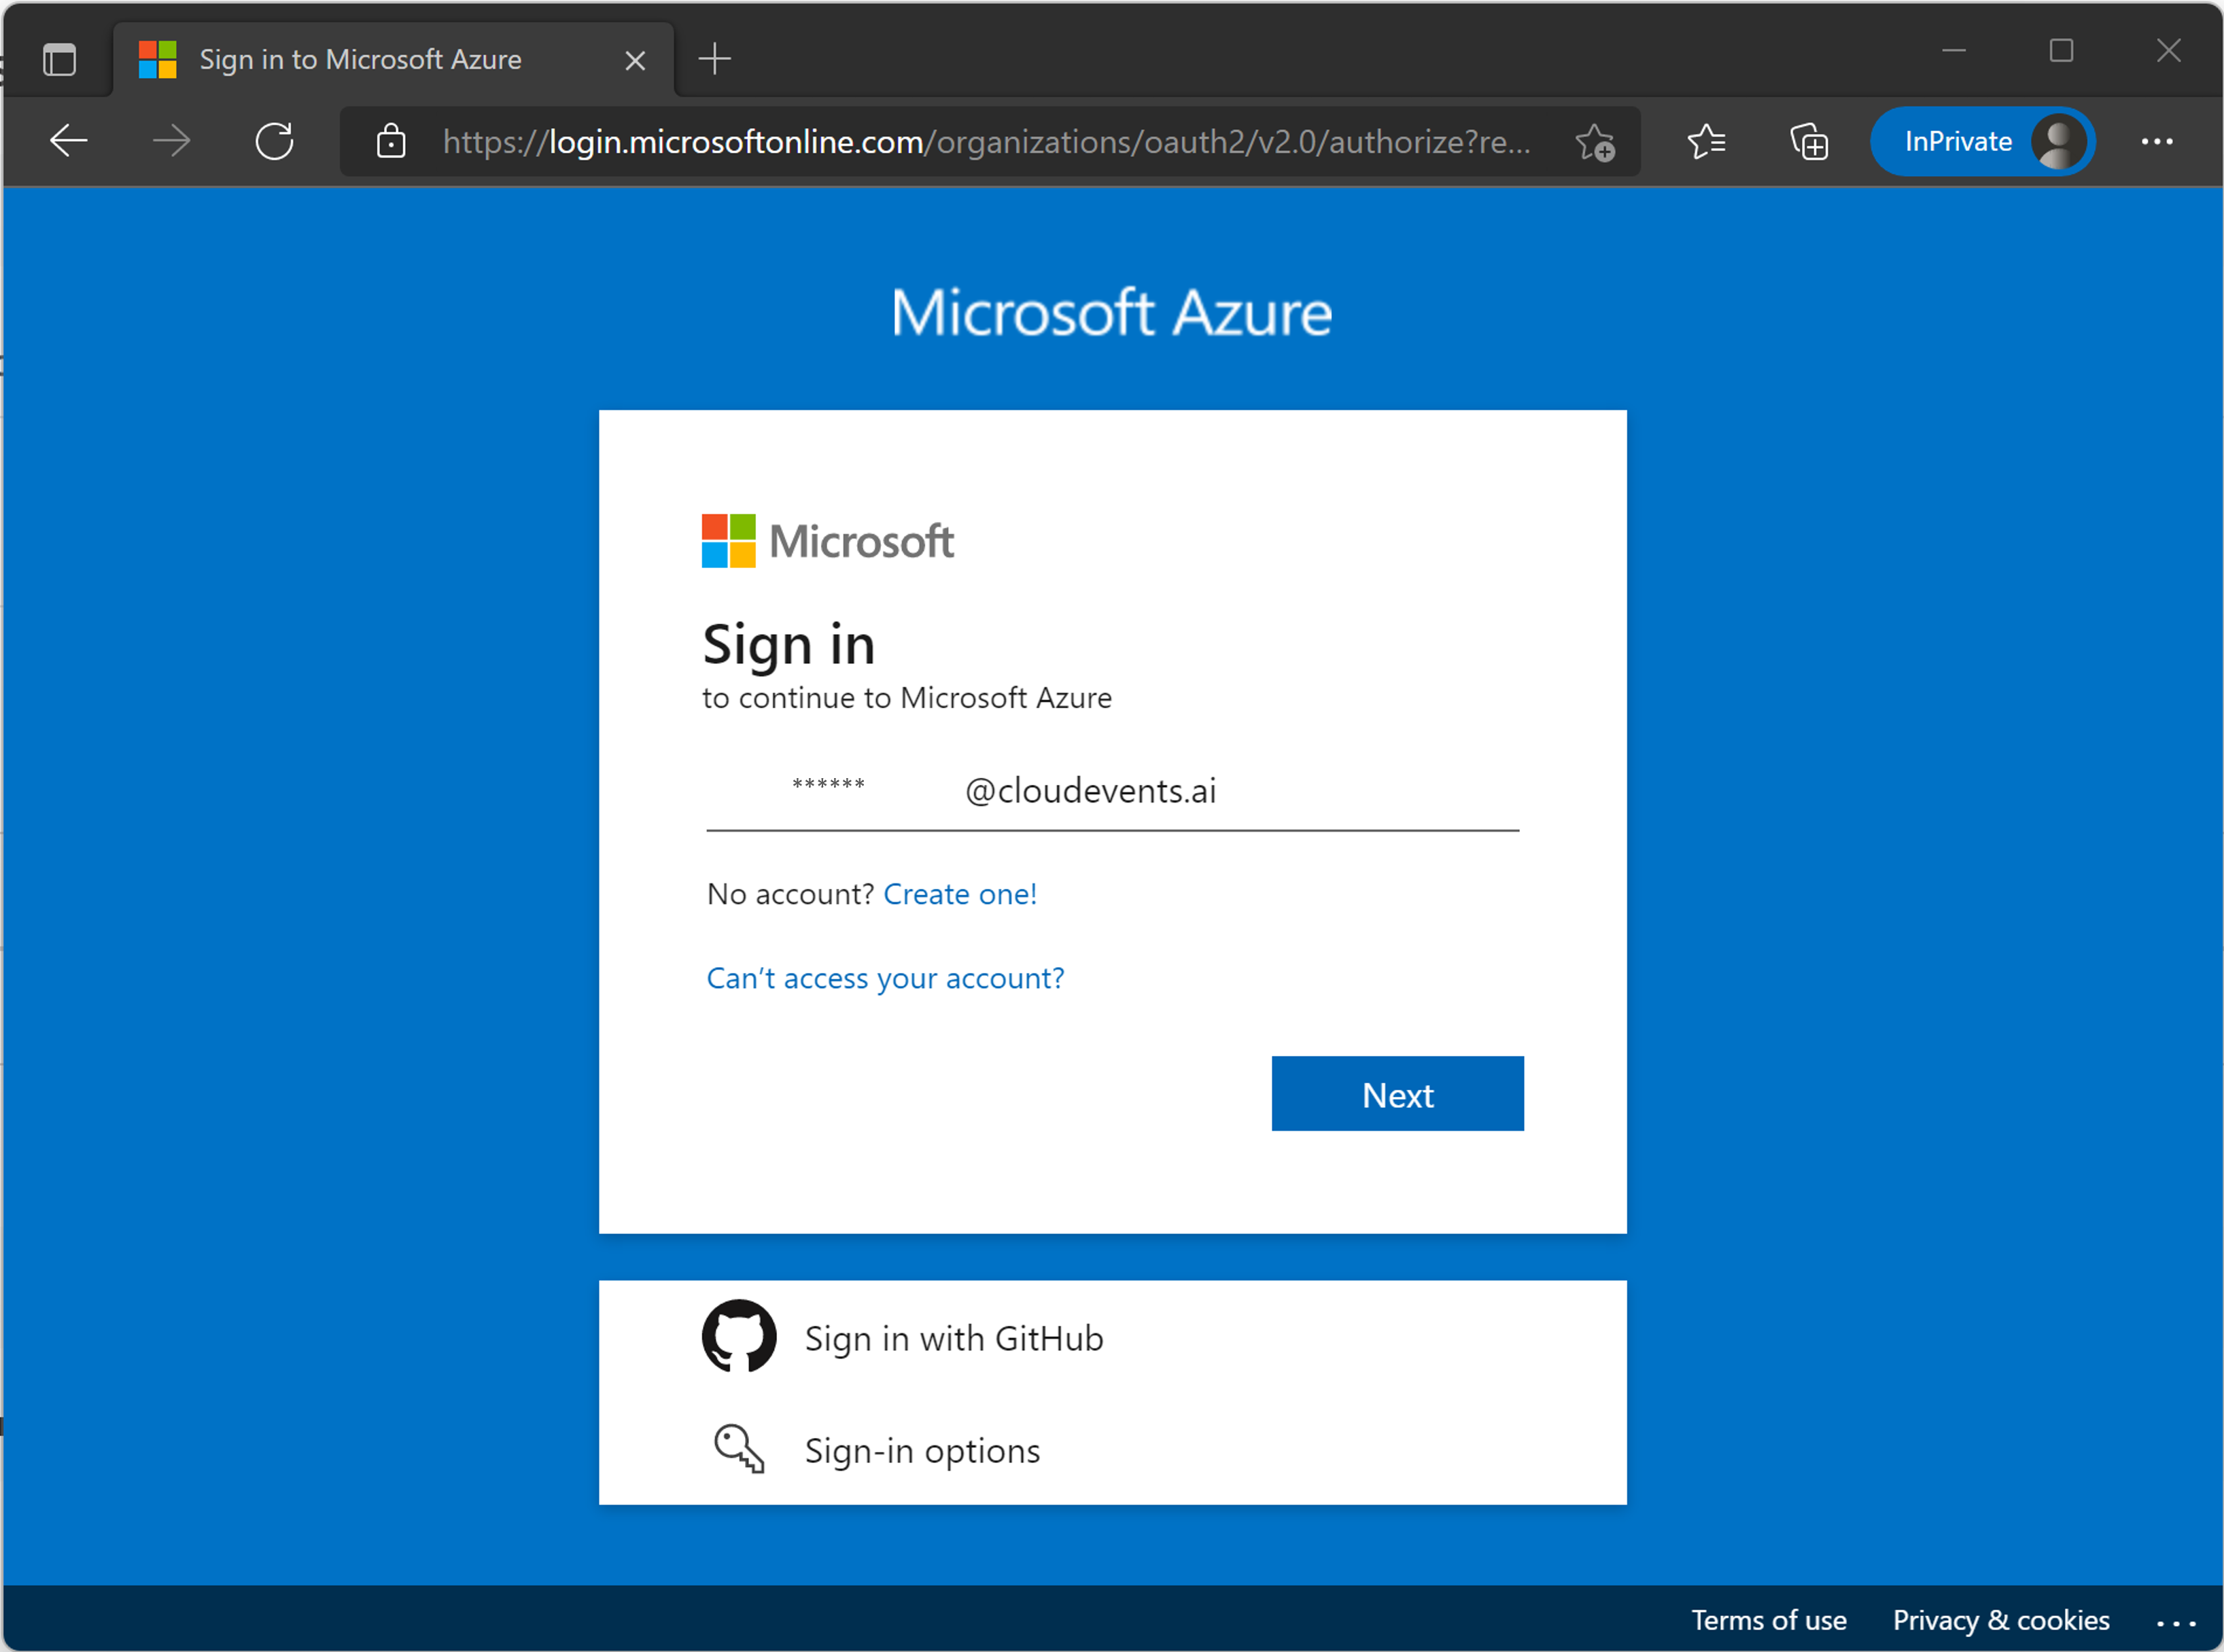 Sign in to Microsoft Azure
https://login.microsoftonline.com/organizations/oauth2/v2.0/authorize?re...
InPrivate
Microsoft Azure
Microsoft
Sign in
to continue to Microsoft Azure
****** @cloudevents.ai
No account? Create one!
Can't access your account?
Next
Sign in with GitHub
Sign-in options
Terms of use Privacy & cookies ...